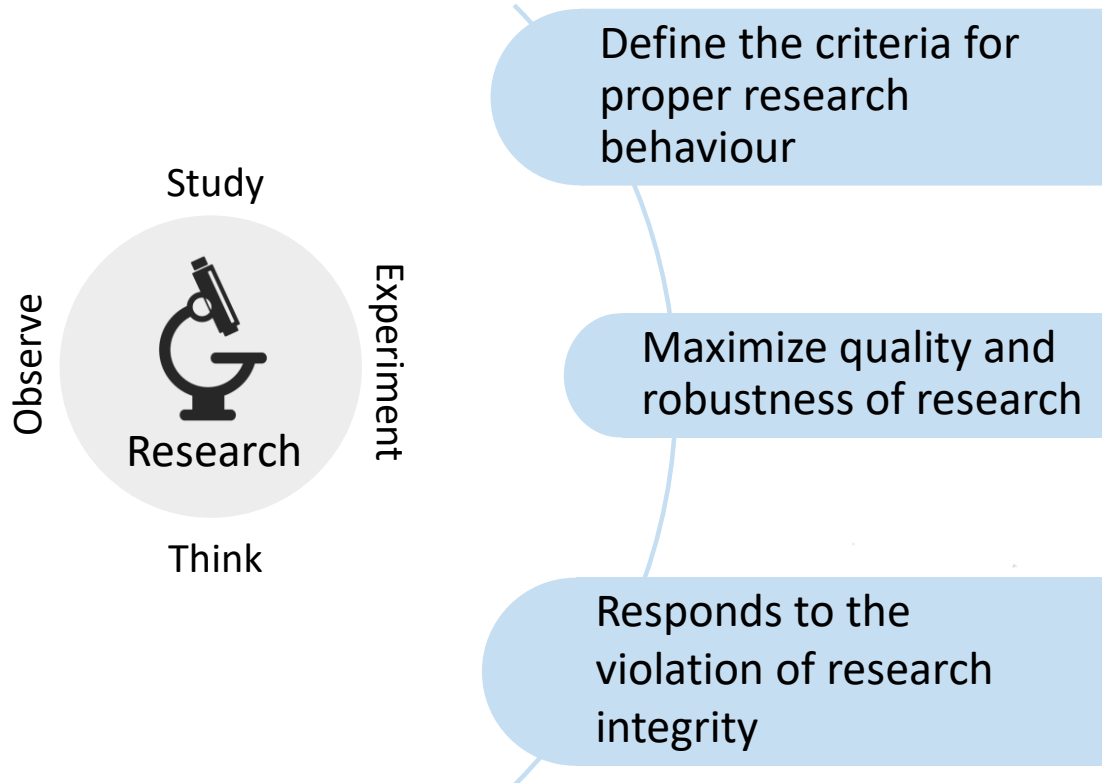 Study
Observe
Experiment
Research
Think
Define the criteria for
proper research
behaviour
Maximize quality and
robustness of research
Responds to the
violation of research
integrity